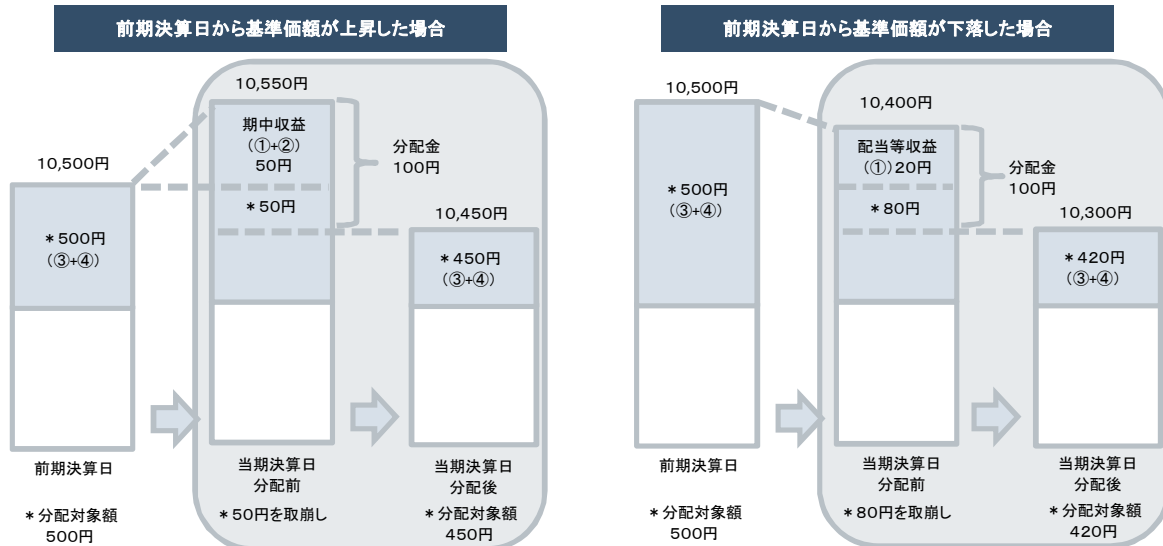 前期決算日から基準価額が上昇した場合
10,550円
期中収益
(①+②)
50円
分配金
100円
10,500円
＊50円
10,450円
＊500円
(③+④)
＊450円
(③+④)
前期決算日
当期決算日
分配前
当期決算日
分配後
＊分配対象額
500円
＊50円を取崩し
＊分配対象額
450円
前期決算日から基準価額が下落した場合
10,500円
10,400円
配当等収益
(①)20円
分配金
100円
＊500円
(③+④)
＊80円
10,300円
＊420円
(③+④)
前期決算日
当期決算日
分配前
当期決算日
分配後
＊分配対象額
500円
＊80円を取崩し
＊分配対象額
420円